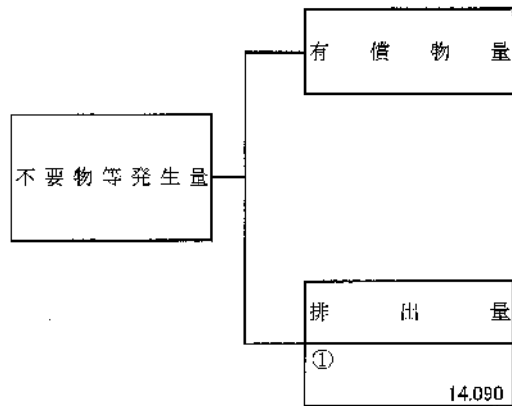 有償物量
不要物等発生量
排出量
①
14.090